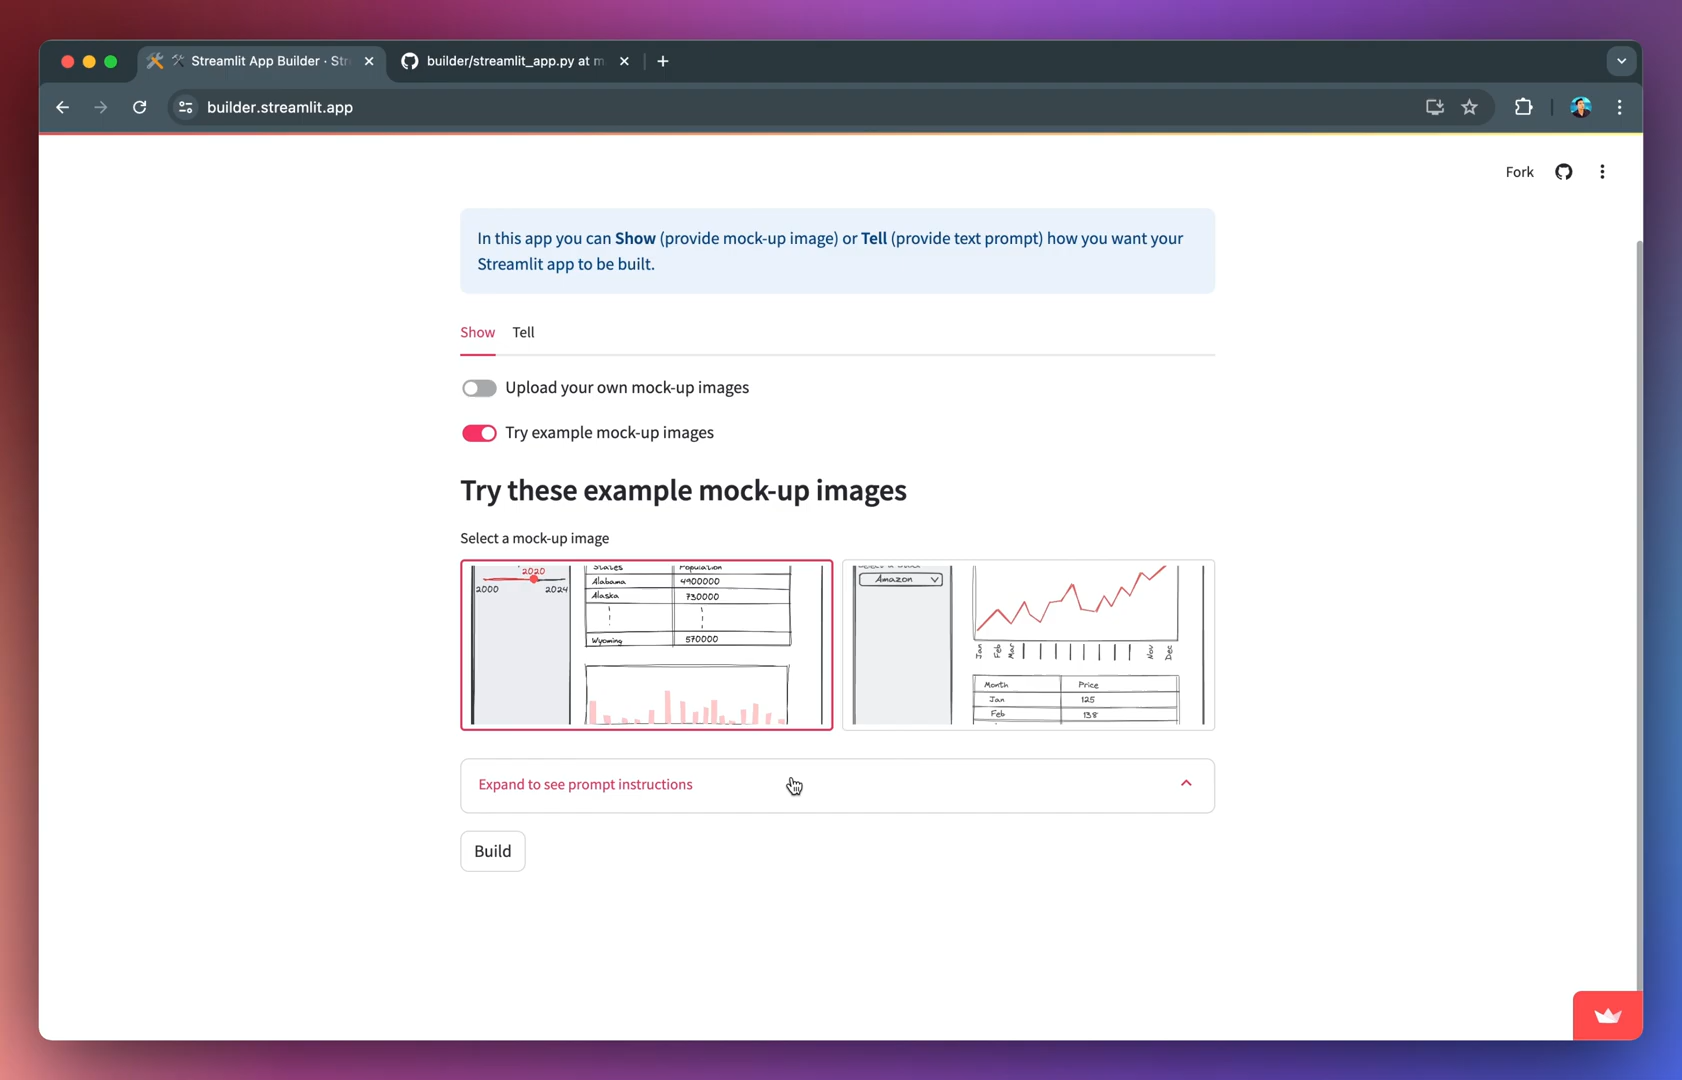 Streamlit App Builder · Str
builder/streamlit_app.py at m
builder.streamlit.app
Fork
In this app you can Show (provide mock-up image) or Tell (provide text prompt) how you want your
Streamlit app to be built.
Show Tell
Upload your own mock-up images
Try example mock-up images
Try these example mock-up images
Select a mock-up image
2020
2000 2024
States Population
Alabama 4900000
Alaska 730000
Wyoming 570000
Amazon
Jan Feb Mar Nov Dec
Month Price
Jan 125
Feb 138
Expand to see prompt instructions
Build